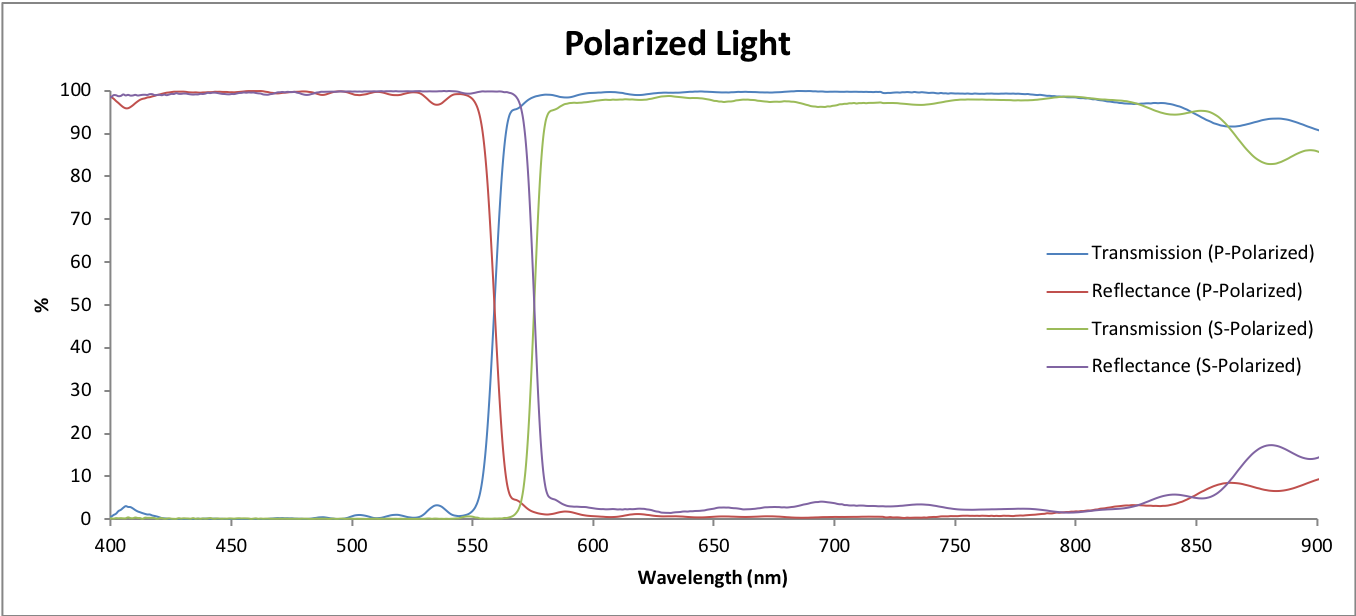 Polarized Light
100
90
80
70
60
50
40
30
20
10
0
%
Transmission (P-Polarized)
Reflectance (P-Polarized)
Transmission (S-Polarized)
Reflectance (S-Polarized)
400 450 500 550 600 650 700 750 800 850 900
Wavelength (nm)